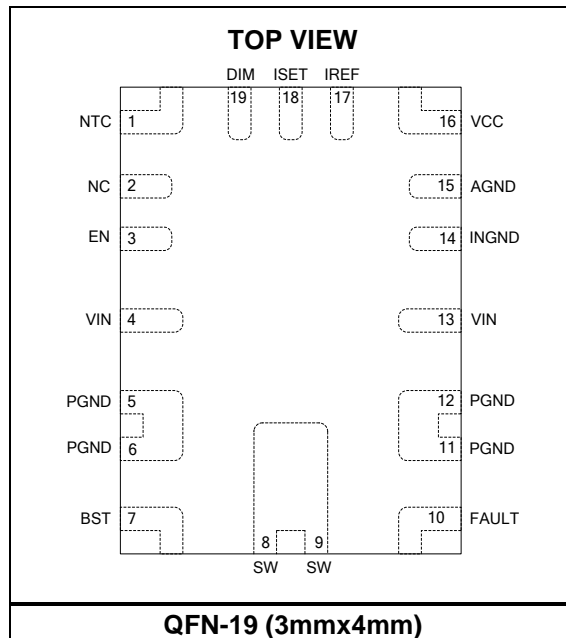 TOP VIEW
DIM ISET IREF
19 18 17
NTC 1 16 VCC
NC 2 15 AGND
EN 3 14 INGND
VIN 4 13 VIN
PGND 5 12 PGND
PGND 6 11 PGND
BST 7 10 FAULT
8 9
SW SW
QFN-19 (3mmx4mm)